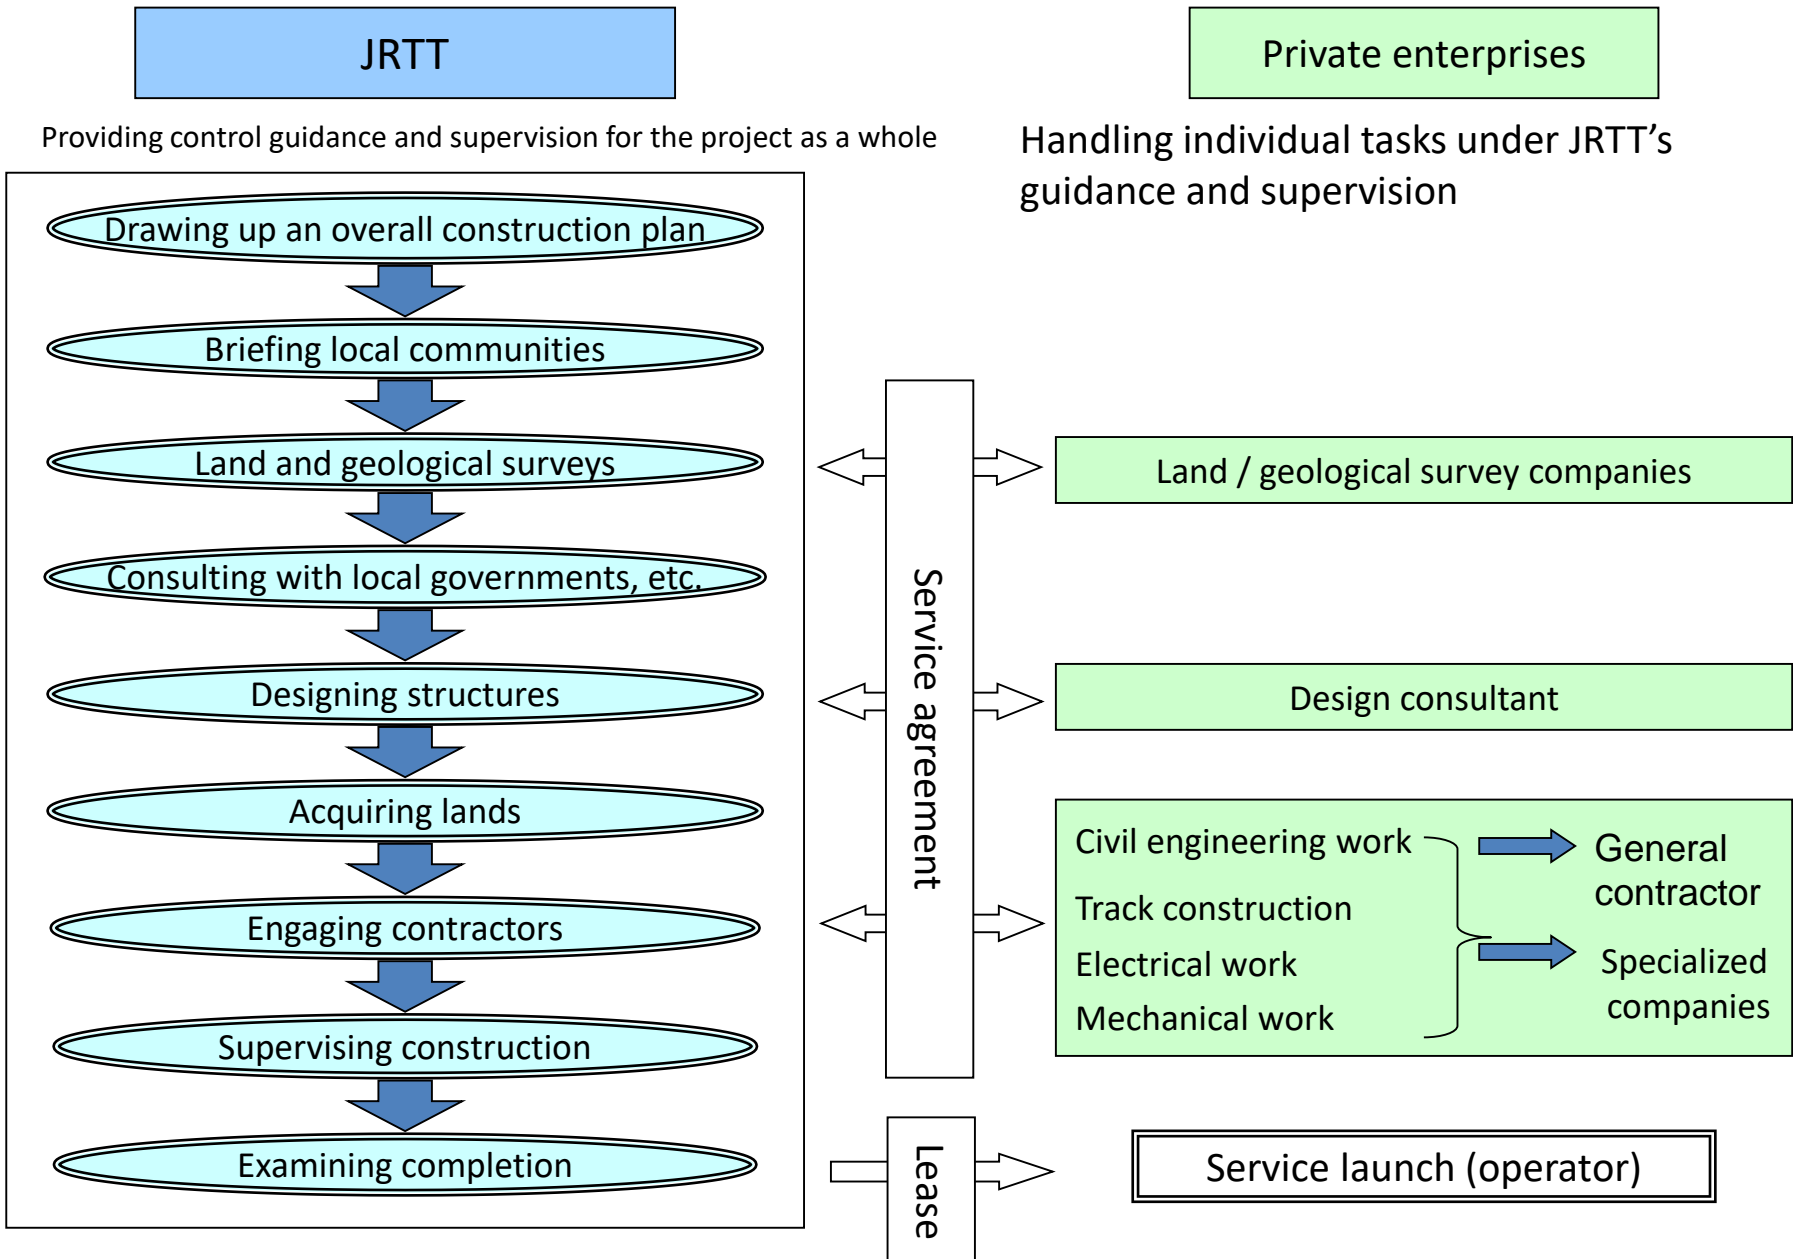 JRTT
Private enterprises
Providing control guidance and supervision for the project as a whole
Handling individual tasks under JRTT’s
guidance and supervision
Drawing up an overall construction plan
Briefing local communities
Land and geological surveys
Consulting with local governments, etc.
Designing structures
Acquiring lands
Engaging contractors
Supervising construction
Examining completion
Service agreement
Lease
Land / geological survey companies
Design consultant
Civil engineering work
Track construction
Electrical work
Mechanical work
General
contractor
Specialized
companies
Service launch (operator)